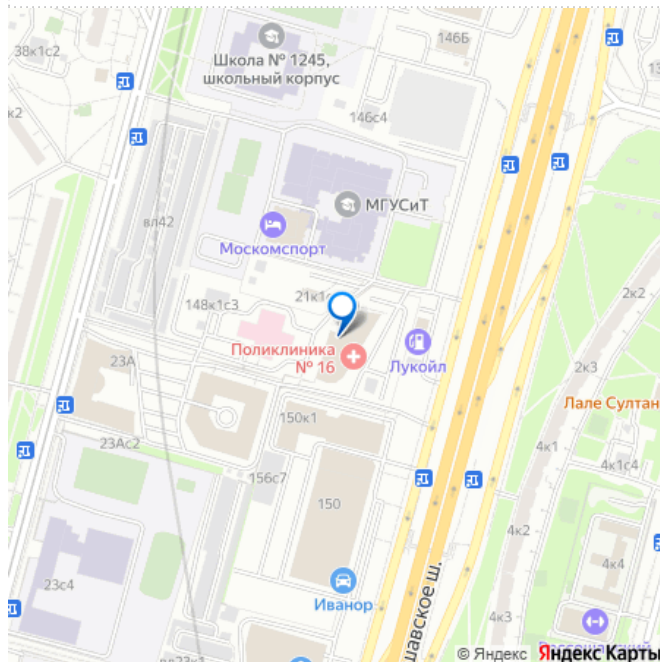 146Б
38к1с2
Школа № 1245,
школьный корпус
146с4
МГУСиТ
вл42
Москомспорт
2к2
21к1
148к1с3
Поликлиника
№ 16
Лукойл
2к3
23А
Лале Султан
150к1
4к1
23Ас2
4к1с4
156с7
150
4к2
4к4
23с4
Иванор
4к3
шавское ш.
© Яндекс Яндекс Карты